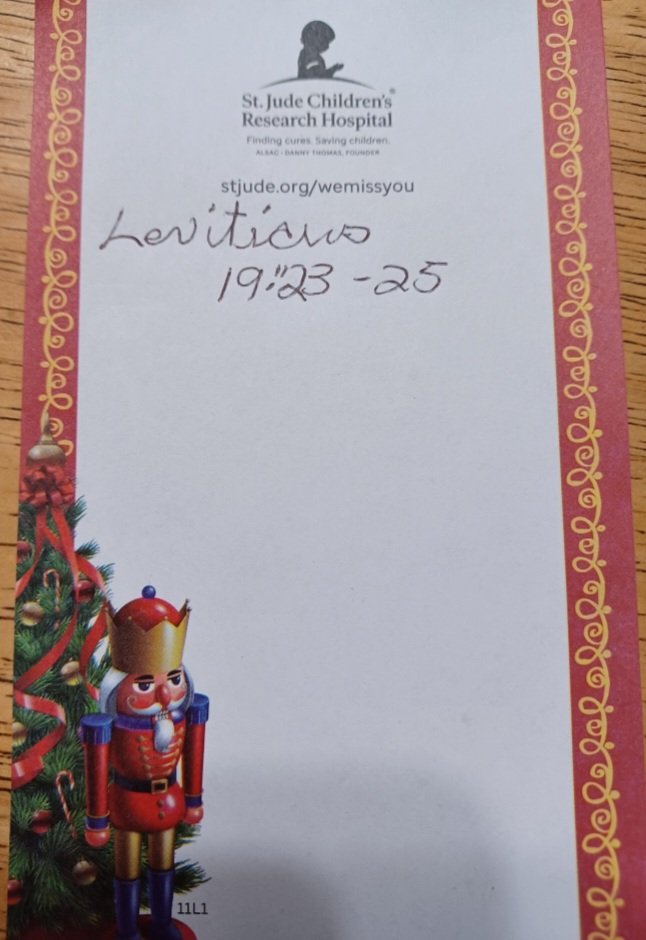 St. Jude Children's®
Research Hospital
Finding cures. Saving children.
ALSAC • DANNY THOMAS, FOUNDER
stjude.org/wemissyou
Leviticus
19:"23 - 25
11L1